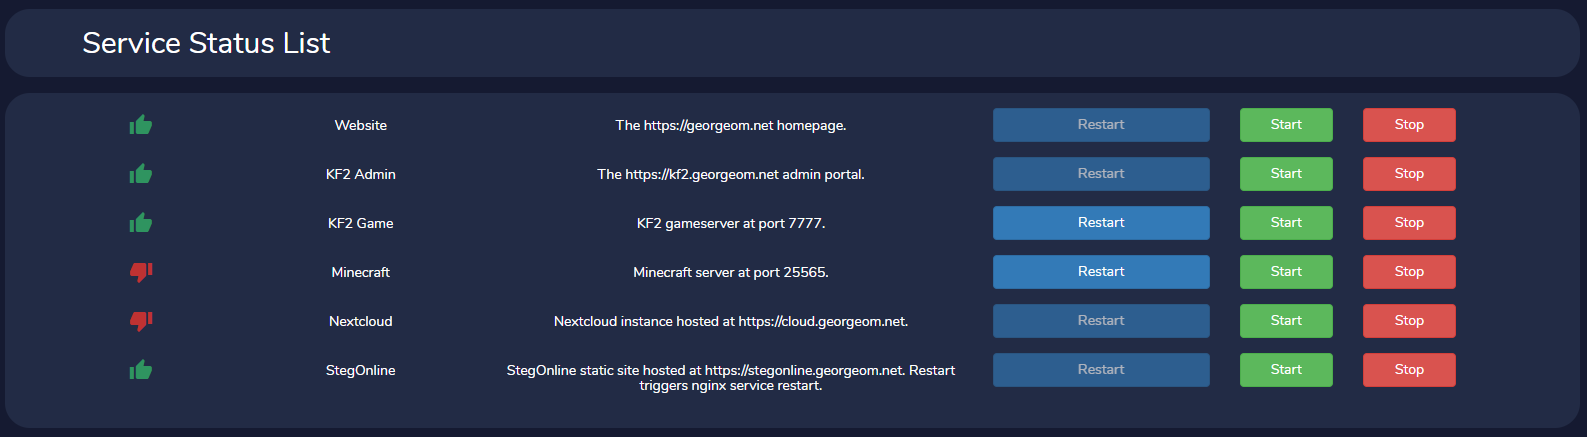 Service Status List
Website The https://georgeom.net homepage. Restart Start Stop
KF2 Admin The https://kf2.georgeom.net admin portal. Restart Start Stop
KF2 Game KF2 gameserver at port 7777. Restart Start Stop
Minecraft Minecraft server at port 25565. Restart Start Stop
Nextcloud Nextcloud instance hosted at https://cloud.georgeom.net. Restart Start Stop
StegOnline StegOnline static site hosted at https://stegonline.georgeom.net. Restart Restart Start Stop
triggers nginx service restart.